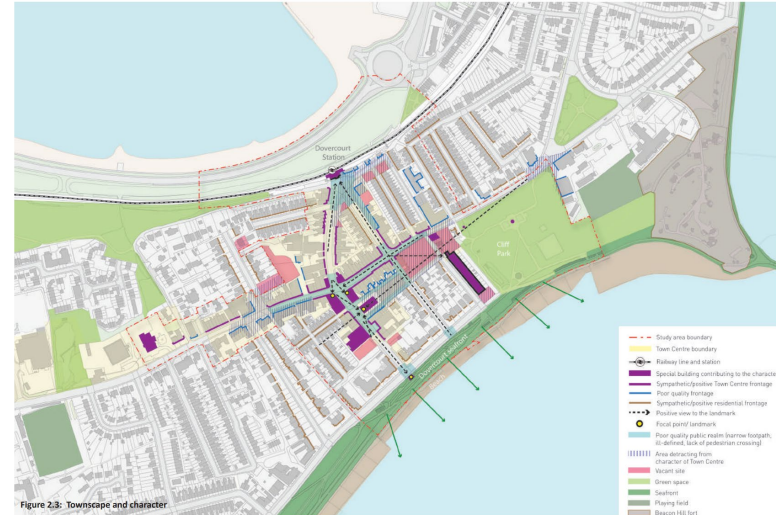 Dovercourt
Station
Cliff
Park
Dovercourt seafront
Study area boundary
Town Centre boundary
Railway line and station
Special building contributing to the character
Sympathetic/positive Town Centre frontage
Poor quality frontage
Sympathetic/positive residential frontage
Positive view to the landmark
Focal point/ landmark
Poor quality public realm (narrow footpath,
ill-defined, lack of pedestrian crossing)
Area detracting from
character of Town Centre
Vacant site
Green space
Seafront
Playing field
Beacon Hill fort
Figure 2.3: Townscape and character